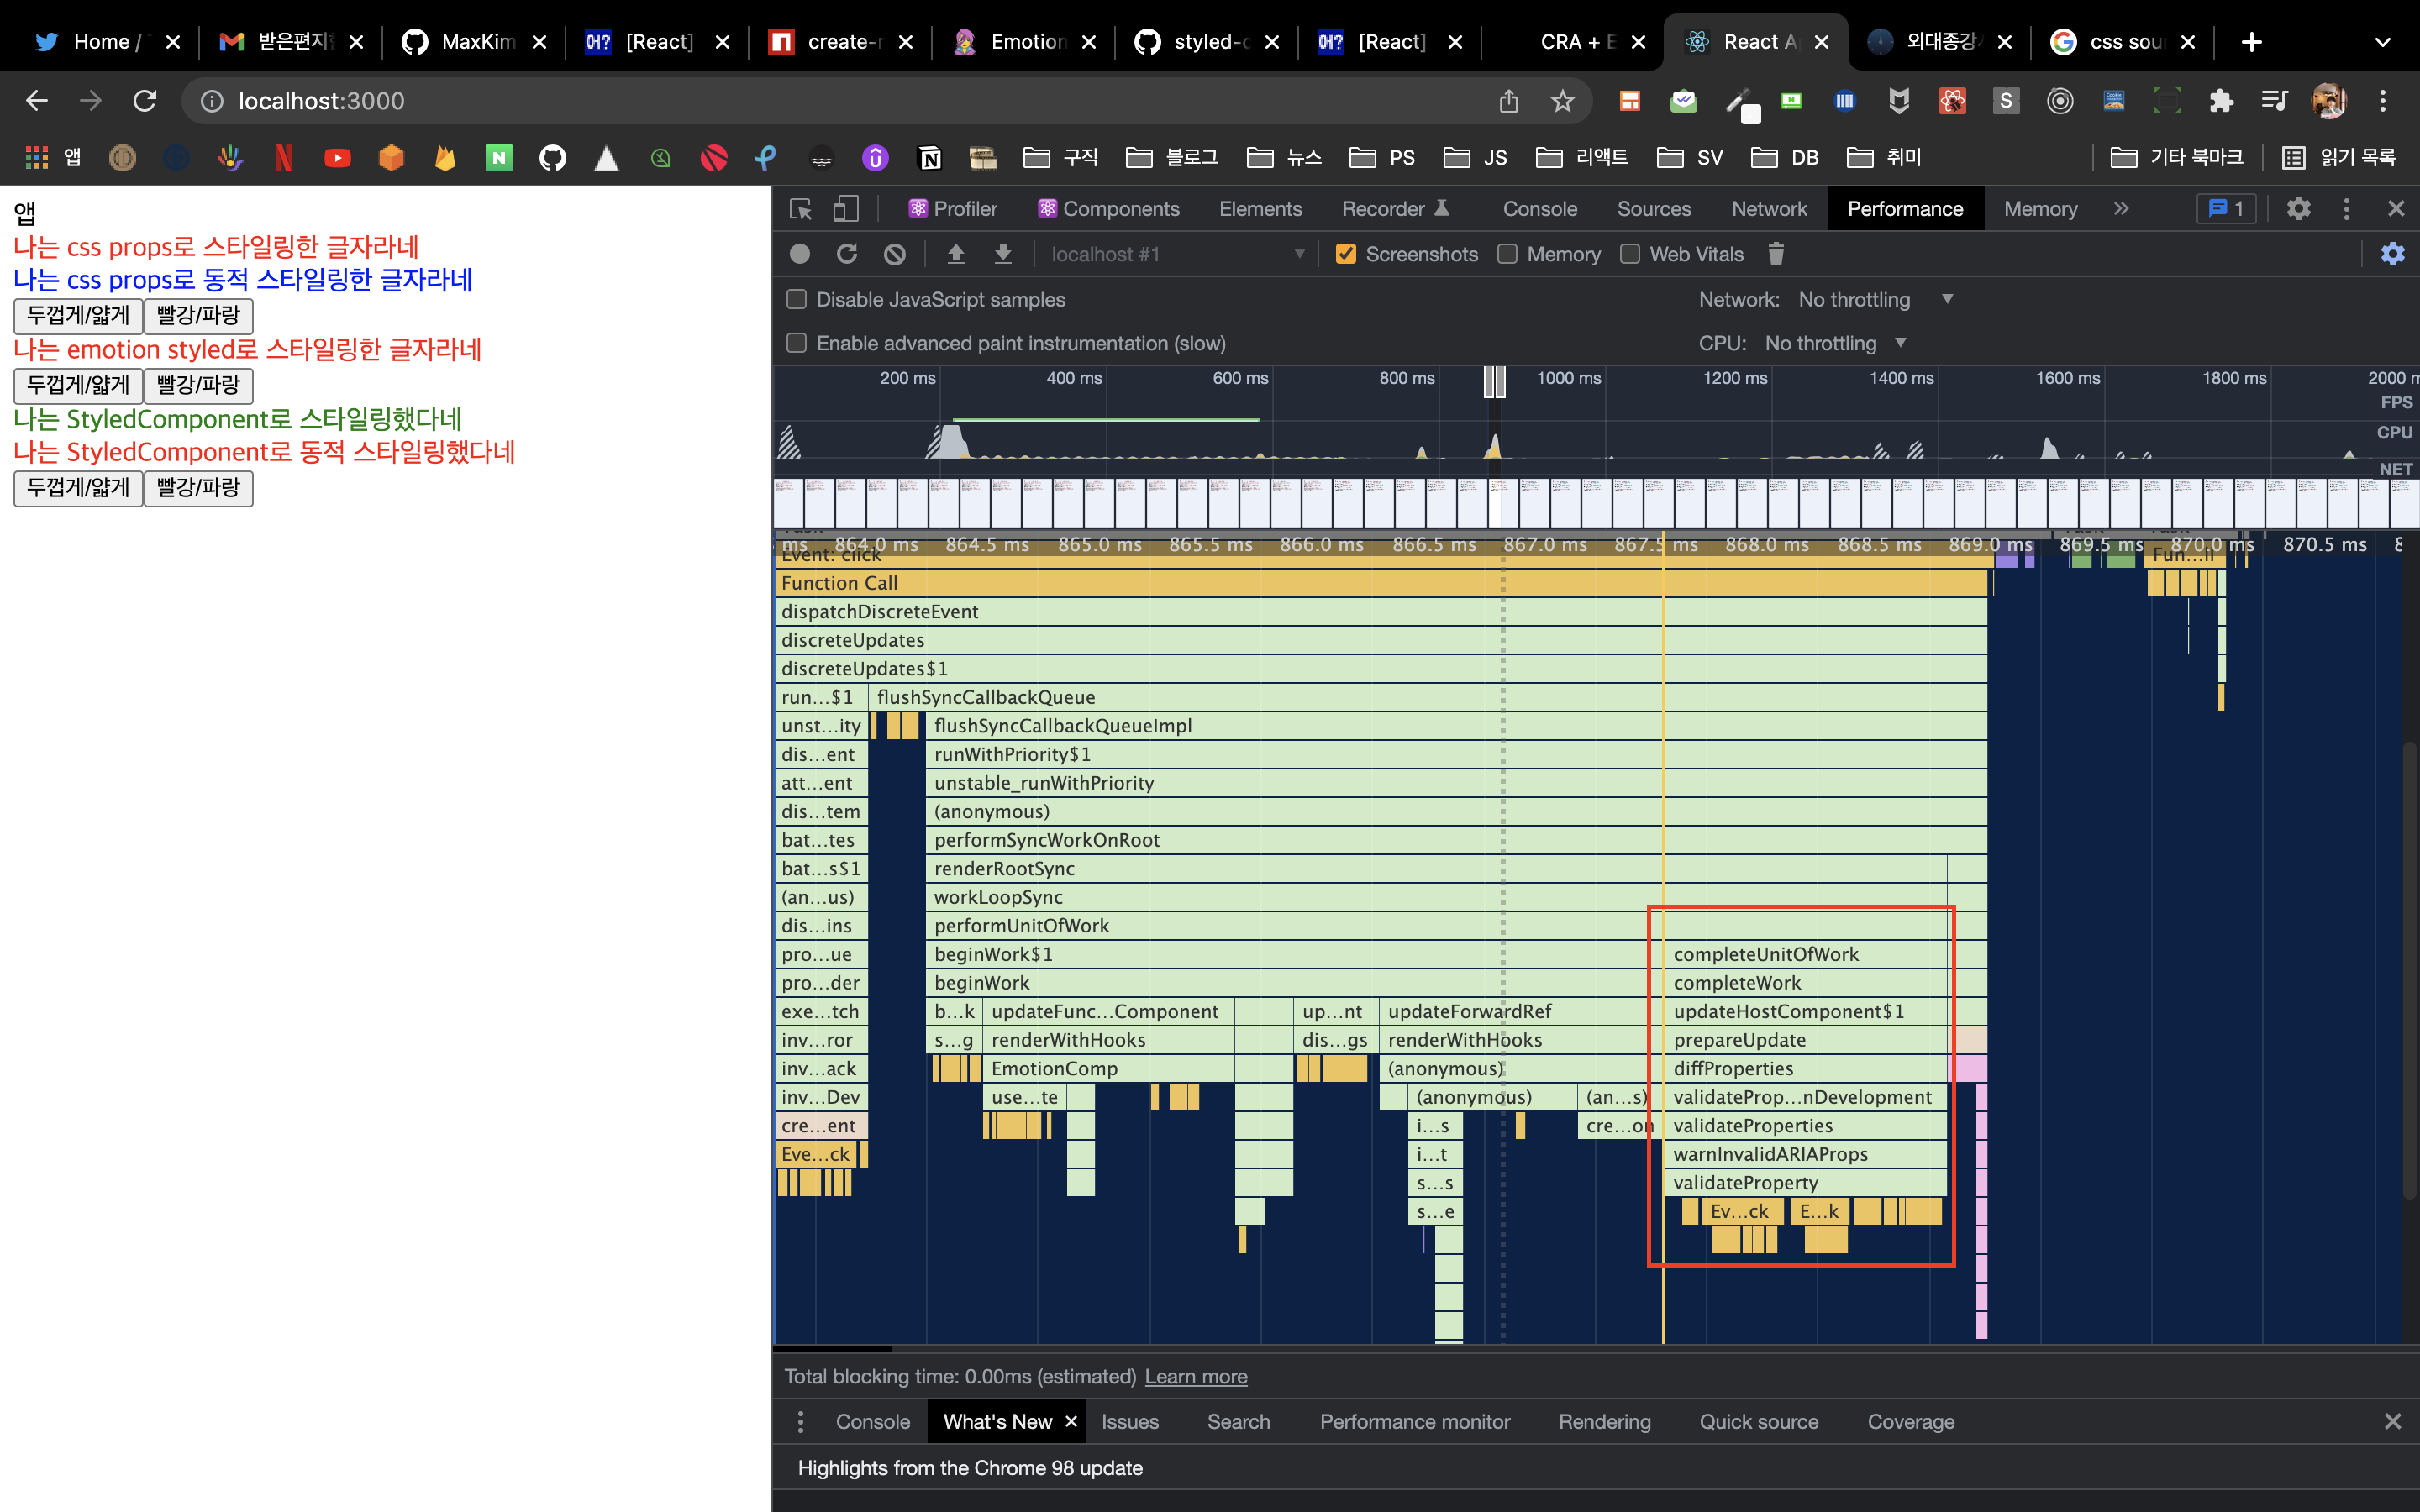 Home /
받은편지함
MaxKim
[React]
create-r
Emotion
styled-c
[React]
CRA + E
React A
외대종강
css sou
localhost:3000
앱
구직
블로그
뉴스
PS
JS
리액트
SV
DB
취미
기타 북마크
읽기 목록
앱
나는 css props로 스타일링한 글자라네
나는 css props로 동적 스타일링한 글자라네
두껍게/얇게 빨강/파랑
나는 emotion styled로 스타일링한 글자라네
두껍게/얇게 빨강/파랑
나는 StyledComponent로 스타일링했다네
나는 StyledComponent로 동적 스타일링했다네
두껍게/얇게 빨강/파랑
Profiler Components Elements Recorder Console Sources Network Performance Memory 1
localhost #1 Screenshots Memory Web Vitals
Disable JavaScript samples Network: No throttling
Enable advanced paint instrumentation (slow) CPU: No throttling
200 ms 400 ms 600 ms 800 ms 1000 ms 1200 ms 1400 ms 1600 ms 1800 ms 2000 m
FPS
CPU
NET
ms 864.0 ms 864.5 ms 865.0 ms 865.5 ms 866.0 ms 866.5 ms 867.0 ms 867.5 ms 868.0 ms 868.5 ms 869.0 ms 869.5 ms 870.0 ms 870.5 ms
Event: click Fun…ll
Function Call
dispatchDiscreteEvent
discreteUpdates
discreteUpdates$1
run…$1 flushSyncCallbackQueue
unst…ity flushSyncCallbackQueueImpl
dis…ent runWithPriority$1
att…ent unstable_runWithPriority
dis…tem (anonymous)
bat…tes performSyncWorkOnRoot
bat…s$1 renderRootSync
(an…us) workLoopSync
dis…ins performUnitOfWork
pro…ue beginWork$1 completeUnitOfWork
pro…der beginWork completeWork
exe…tch b…k updateFunc…Component up…nt updateForwardRef updateHostComponent$1
inv…ror s…g renderWithHooks dis…gs renderWithHooks prepareUpdate
inv…ack EmotionComp (anonymous) diffProperties
inv…Dev use…te (anonymous) (an…s) validateProp…nDevelopment
cre…ent i…s cre…on validateProperties
Eve…ck i…t warnInvalidARIAProps
s…s validateProperty
s…e Ev…ck E…k
Total blocking time: 0.00ms (estimated) Learn more
Console What's New Issues Search Performance monitor Rendering Quick source Coverage
Highlights from the Chrome 98 update